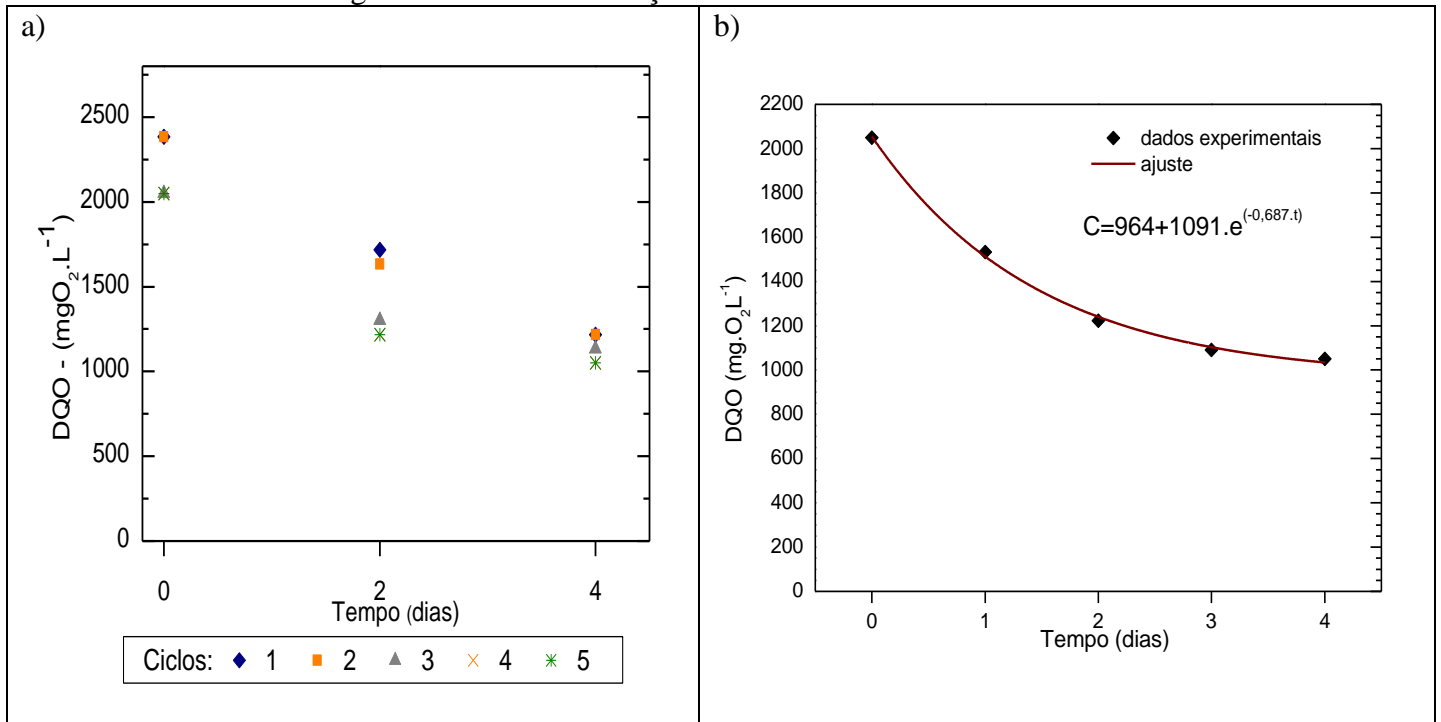 a)
2500
2000
1500
1000
500
0
DQO - (mgO₂.L⁻¹)
0 2 4
Tempo (dias)
Ciclos: 1 2 3 4 5
b)
2200
2000
1800
1600
1400
1200
1000
800
600
400
200
0
DQO (mg.O₂L⁻¹)
dados experimentais
ajuste
C=964+1091.e^(-0,687.t)
0 1 2 3 4
Tempo (dias)